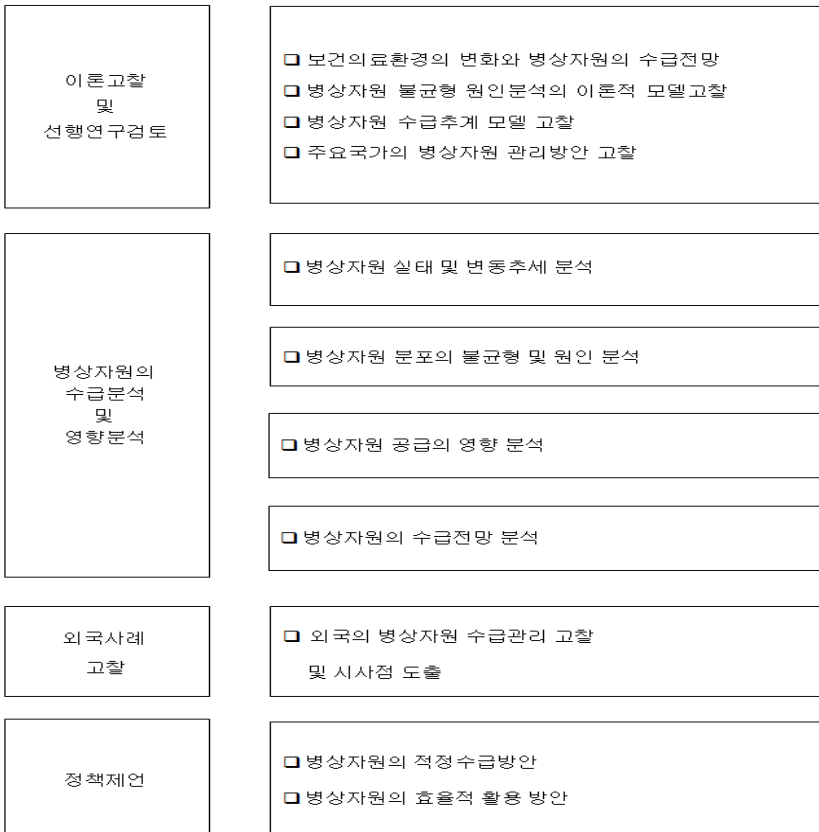 이론고찰
및
선행연구검토
❑ 보건의료환경의 변화와 병상자원의 수급전망
❑ 병상자원 불균형 원인분석의 이론적 모델고찰
❑ 병상자원 수급추계 모델 고찰
❑ 주요국가의 병상자원 관리방안 고찰
병상자원의
수급분석
및
영향분석
❑ 병상자원 실태 및 변동추세 분석
❑ 병상자원 분포의 불균형 및 원인 분석
❑ 병상자원 공급의 영향 분석
❑ 병상자원의 수급전망 분석
외국사례
고찰
❑ 외국의 병상자원 수급관리 고찰
및 시사점 도출
정책제언
❑ 병상자원의 적정수급방안
❑ 병상자원의 효율적 활용 방안